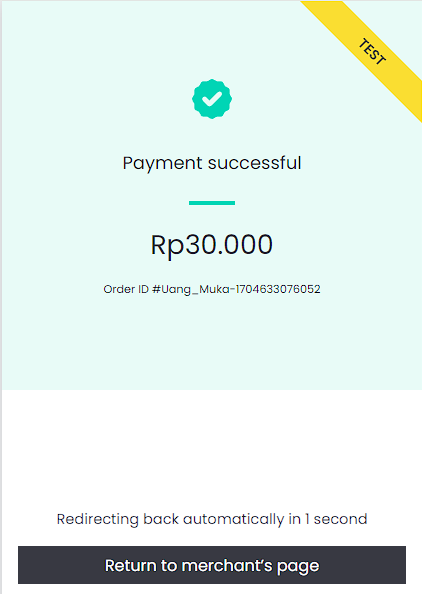 TEST
Payment successful
Rp30.000
Order ID #Uang_Muka-1704633076052
Redirecting back automatically in 1 second
Return to merchant's page